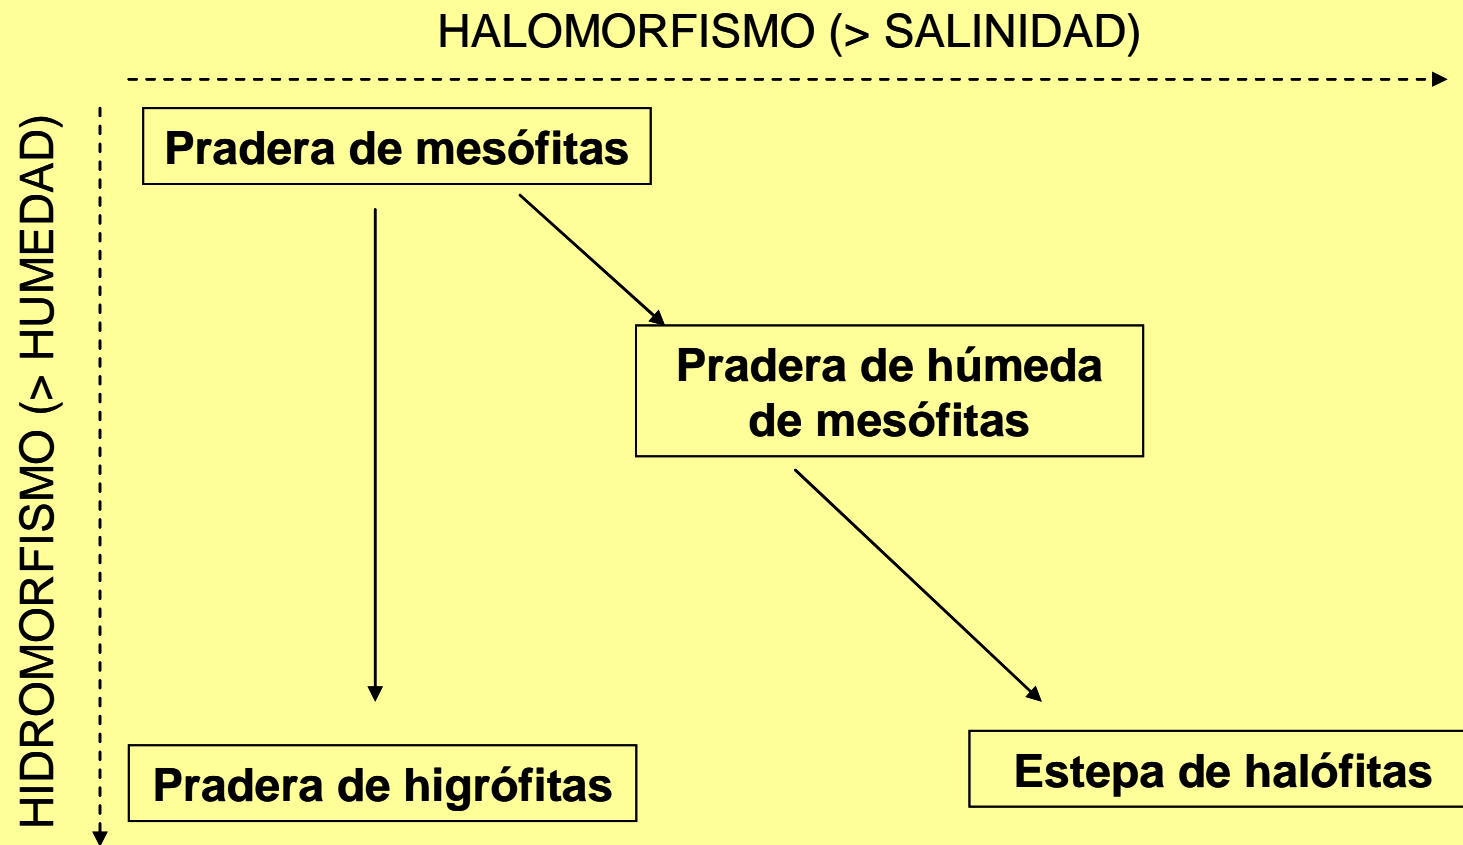 HALOMORFISMO (> SALINIDAD)
HIDROMORFISMO (> HUMEDAD)
Pradera de mesófitas
Pradera de húmeda
de mesófitas
Pradera de higrófitas
Estepa de halófitas